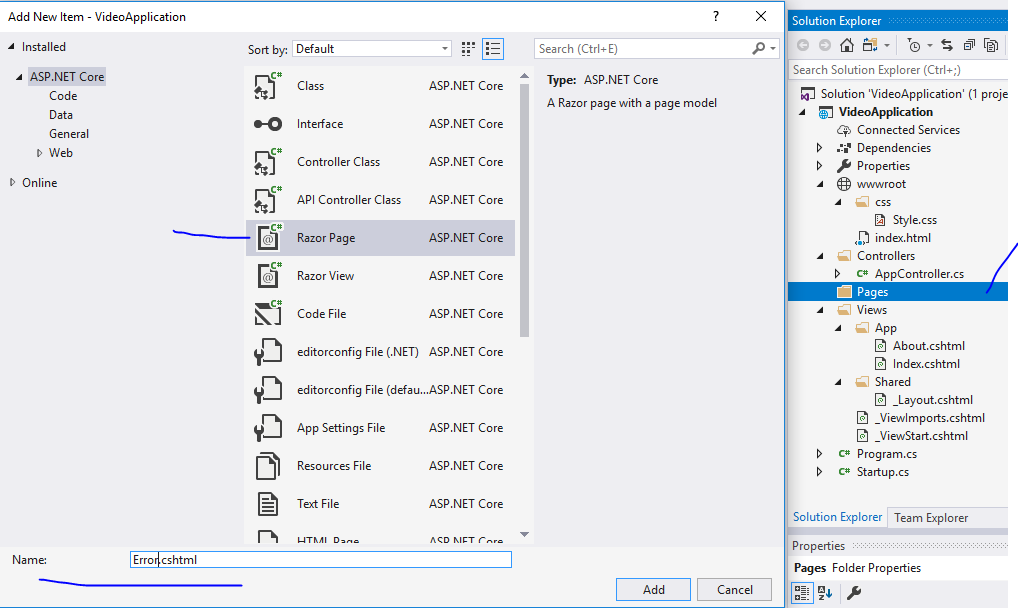 Add New Item - VideoApplication
?
Installed
ASP.NET Core
Code
Data
General
Web
Online
Sort by: Default
Search (Ctrl+E)
Class ASP.NET Core
Interface ASP.NET Core
Controller Class ASP.NET Core
API Controller Class ASP.NET Core
Razor Page ASP.NET Core
Razor View ASP.NET Core
Code File ASP.NET Core
editorconfig File (.NET) ASP.NET Core
editorconfig File (defau... ASP.NET Core
App Settings File ASP.NET Core
Resources File ASP.NET Core
Text File ASP.NET Core
HTML Page ASP.NET Core
Type: ASP.NET Core
A Razor page with a page model
Name: Error.cshtml
Add Cancel
Solution Explorer
Search Solution Explorer (Ctrl+;)
Solution 'VideoApplication' (1 proje
VideoApplication
Connected Services
Dependencies
Properties
wwwroot
css
Style.css
index.html
Controllers
C# AppController.cs
Pages
Views
App
About.cshtml
Index.cshtml
Shared
_Layout.cshtml
_ViewImports.cshtml
_ViewStart.cshtml
C# Program.cs
C# Startup.cs
Solution Explorer Team Explorer
Properties
Pages Folder Properties